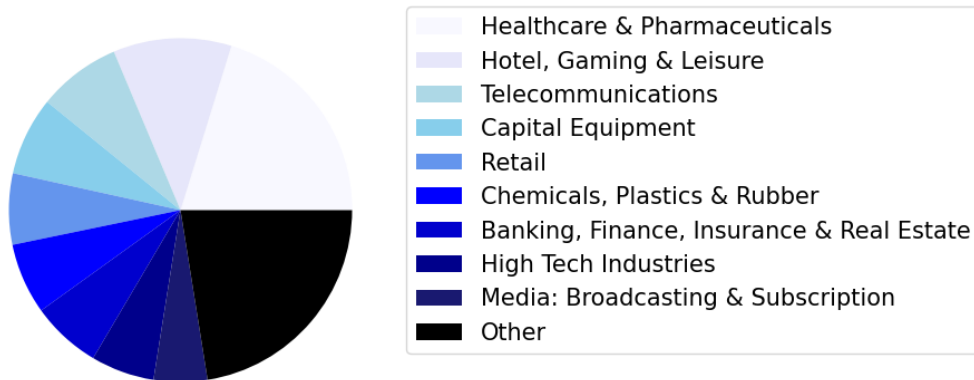 Healthcare & Pharmaceuticals
Hotel, Gaming & Leisure
Telecommunications
Capital Equipment
Retail
Chemicals, Plastics & Rubber
Banking, Finance, Insurance & Real Estate
High Tech Industries
Media: Broadcasting & Subscription
Other